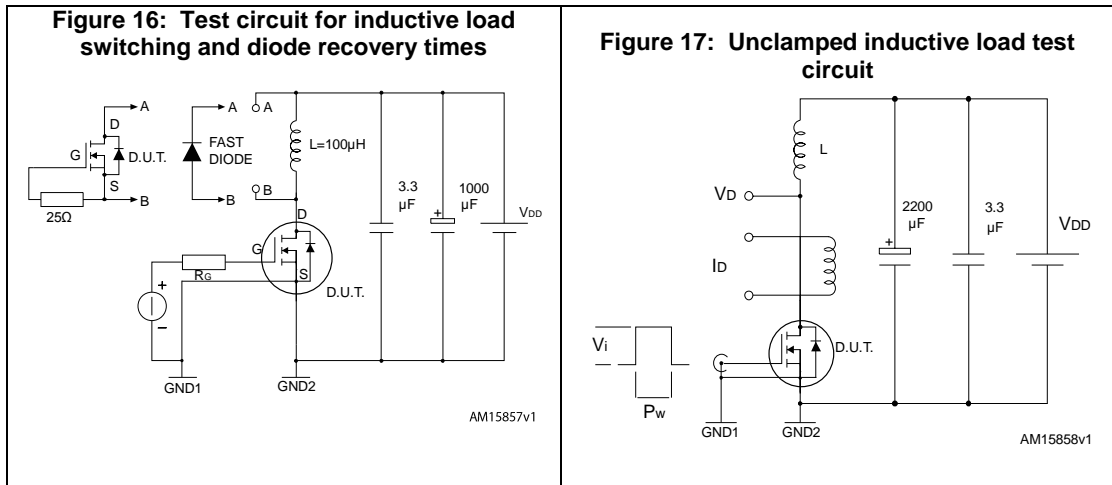 Figure 16: Test circuit for inductive load
switching and diode recovery times
A
D
G
D.U.T.
S
B
25Ω
A
FAST
DIODE
B
A
L=100µH
B
D
G
S
D.U.T.
RG
+
−
3.3
µF
+
1000
µF
VDD
GND1
GND2
AM15857v1
Figure 17: Unclamped inductive load test
circuit
L
VD
ID
+
2200
µF
3.3
µF
VDD
D.U.T.
Vi
Pw
GND1
GND2
AM15858v1